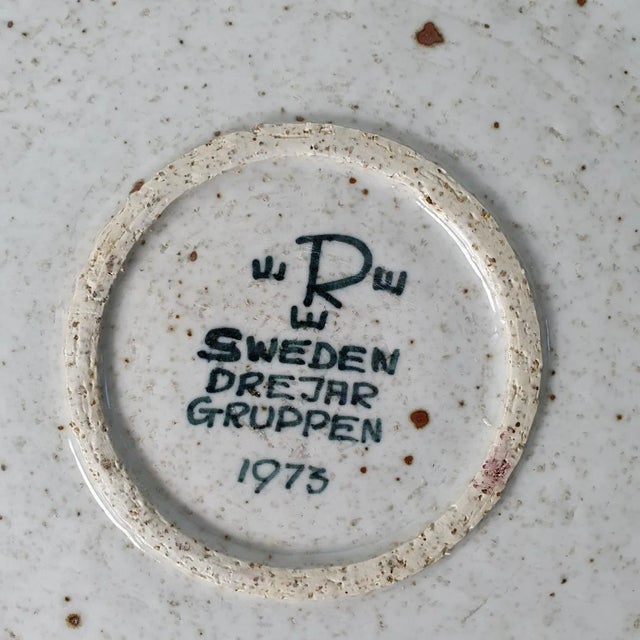 R
SWEDEN
DREJAR
GRUPPEN
1973